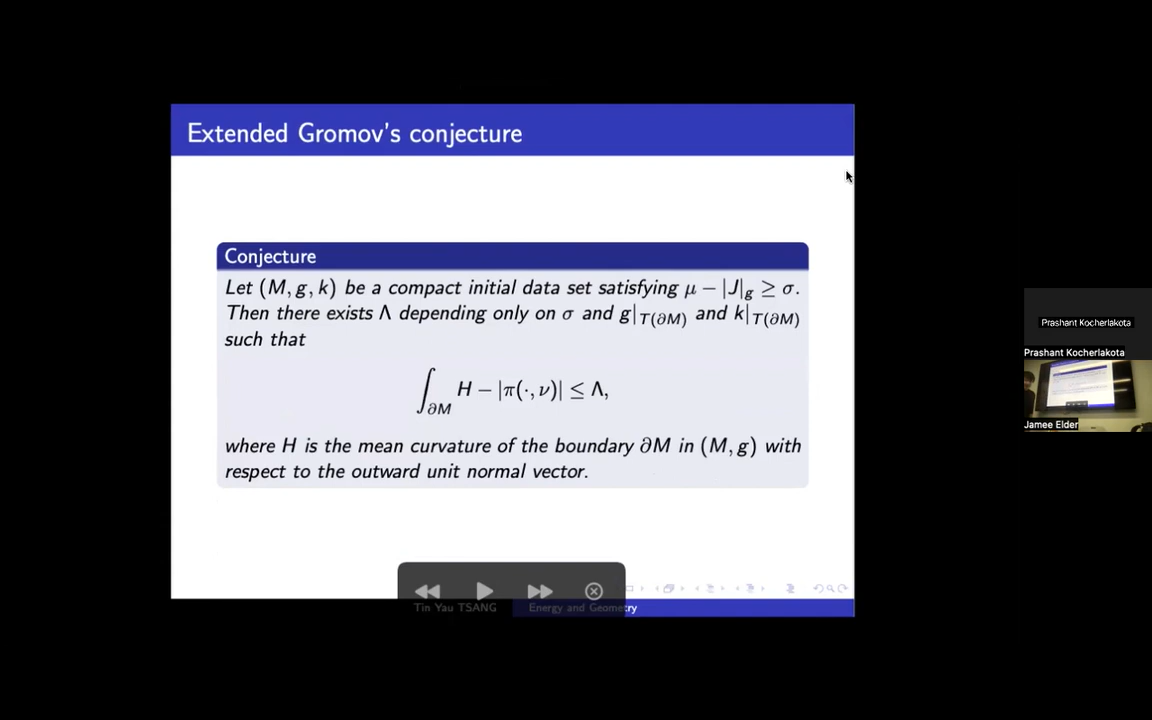 Extended Gromov's conjecture
Conjecture
Let (M, g, k) be a compact initial data set satisfying μ − |J|_g ≥ σ.
Then there exists Λ depending only on σ and g|_{T(∂M)} and k|_{T(∂M)}
such that
∫_{∂M} H − |π(·, ν)| ≤ Λ,
where H is the mean curvature of the boundary ∂M in (M, g) with
respect to the outward unit normal vector.
Tin Yau TSANG
Energy and Geometry
Prashant Kocherlakota
Prashant Kocherlakota
Jamee Elder